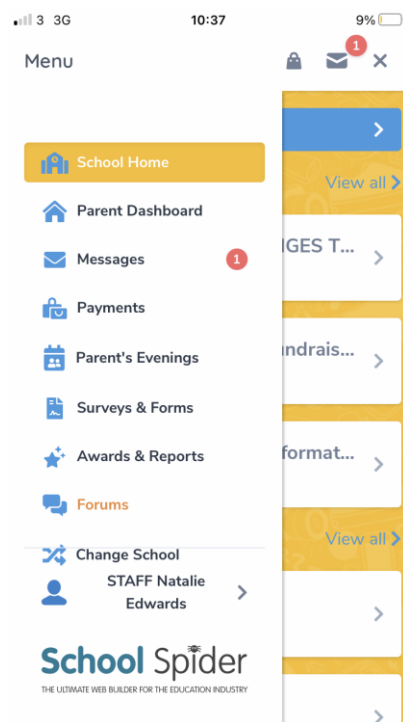 3 3G 10:37 9%
Menu
1
School Home
View all
Parent Dashboard
IGES T...
Messages 1
Payments
Parent's Evenings
indrais...
Surveys & Forms
Awards & Reports
format...
Forums
View all
Change School
STAFF Natalie
Edwards
School Spider
THE ULTIMATE WEB BUILDER FOR THE EDUCATION INDUSTRY